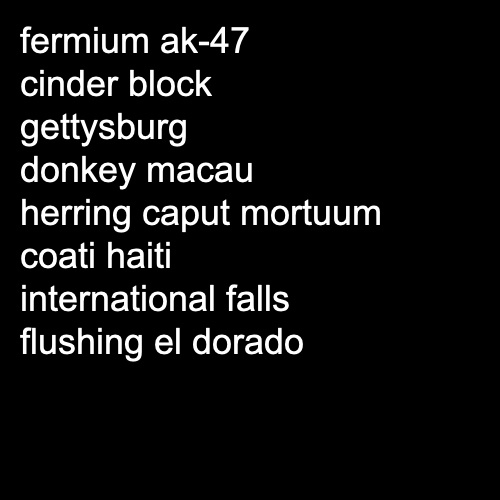 fermium ak-47
cinder block
gettysburg
donkey macau
herring caput mortuum
coati haiti
international falls
flushing el dorado